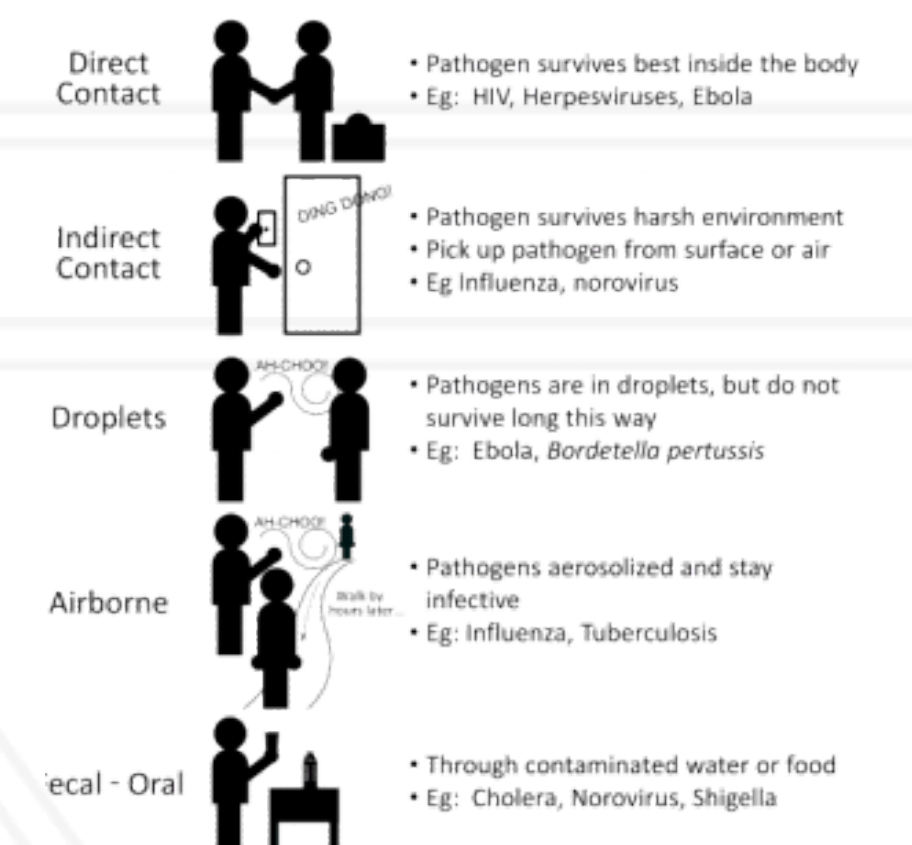 Direct
Contact
• Pathogen survives best inside the body
• Eg: HIV, Herpesviruses, Ebola
Indirect
Contact
DING DONG!
• Pathogen survives harsh environment
• Pick up pathogen from surface or air
• Eg Influenza, norovirus
Droplets
AH-CHOO!
• Pathogens are in droplets, but do not
survive long this way
• Eg: Ebola, Bordetella pertussis
Airborne
AH-CHOO!
Walk by
hours later...
• Pathogens aerosolized and stay
infective
• Eg: Influenza, Tuberculosis
ecal - Oral
• Through contaminated water or food
• Eg: Cholera, Norovirus, Shigella